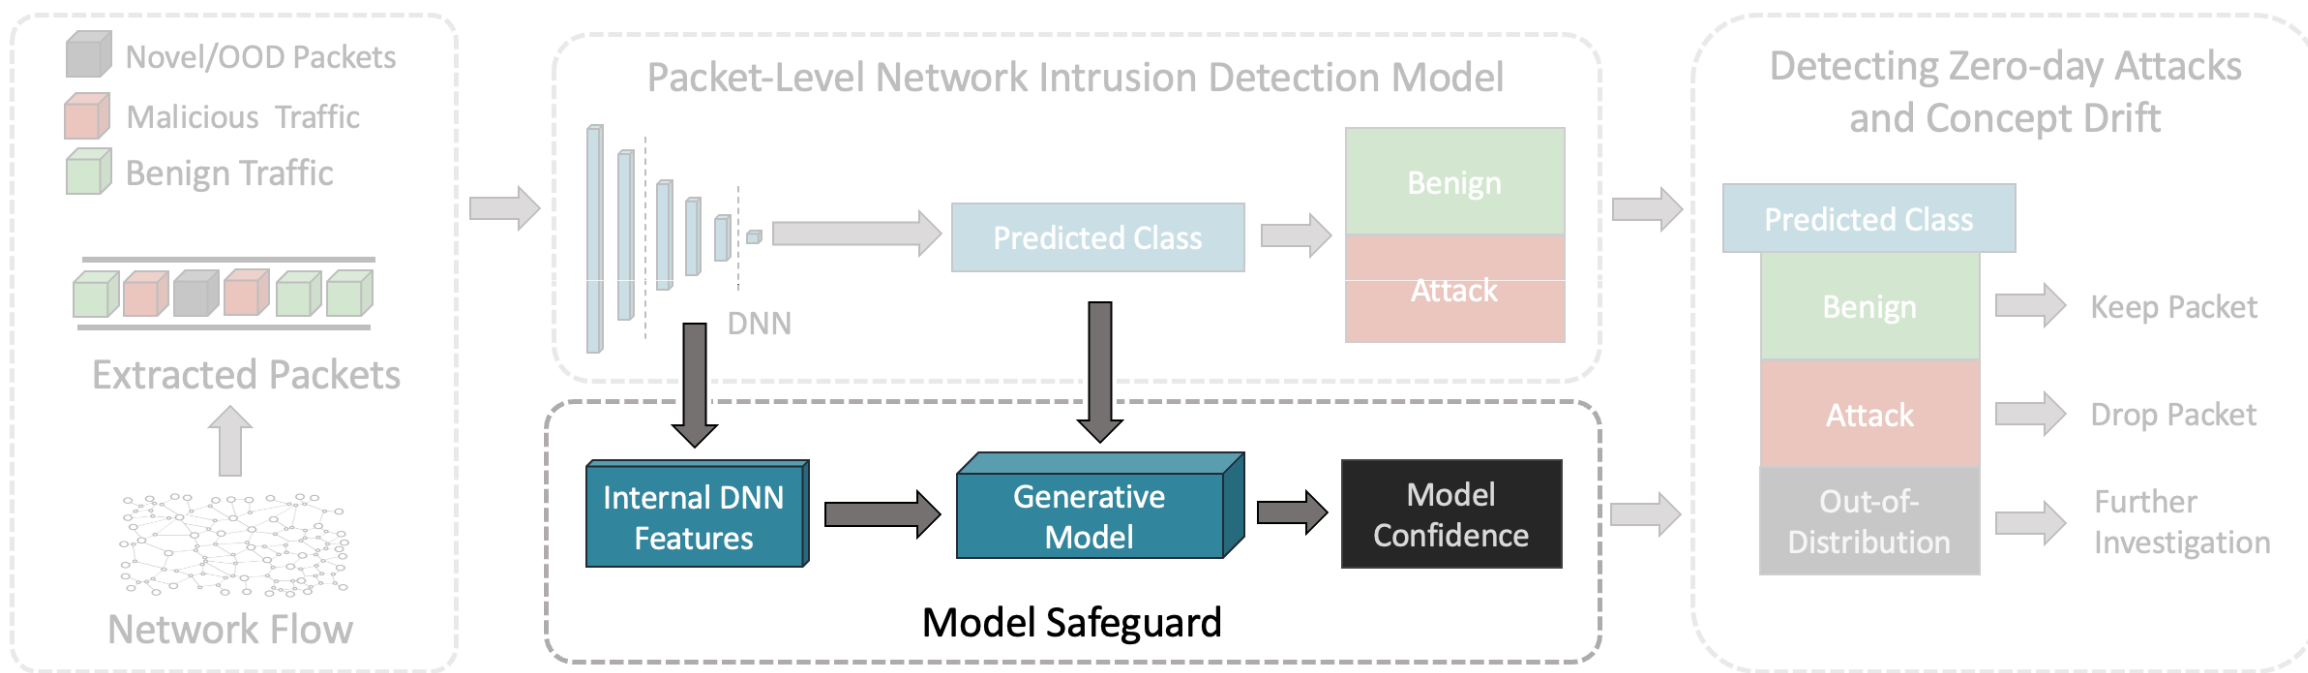 Novel/OOD Packets
Malicious Traffic
Benign Traffic
Extracted Packets
Network Flow
Packet-Level Network Intrusion Detection Model
DNN
Predicted Class
Benign
Attack
Internal DNN
Features
Generative
Model
Model
Confidence
Model Safeguard
Detecting Zero-day Attacks
and Concept Drift
Predicted Class
Benign
Keep Packet
Attack
Drop Packet
Out-of-
Distribution
Further
Investigation